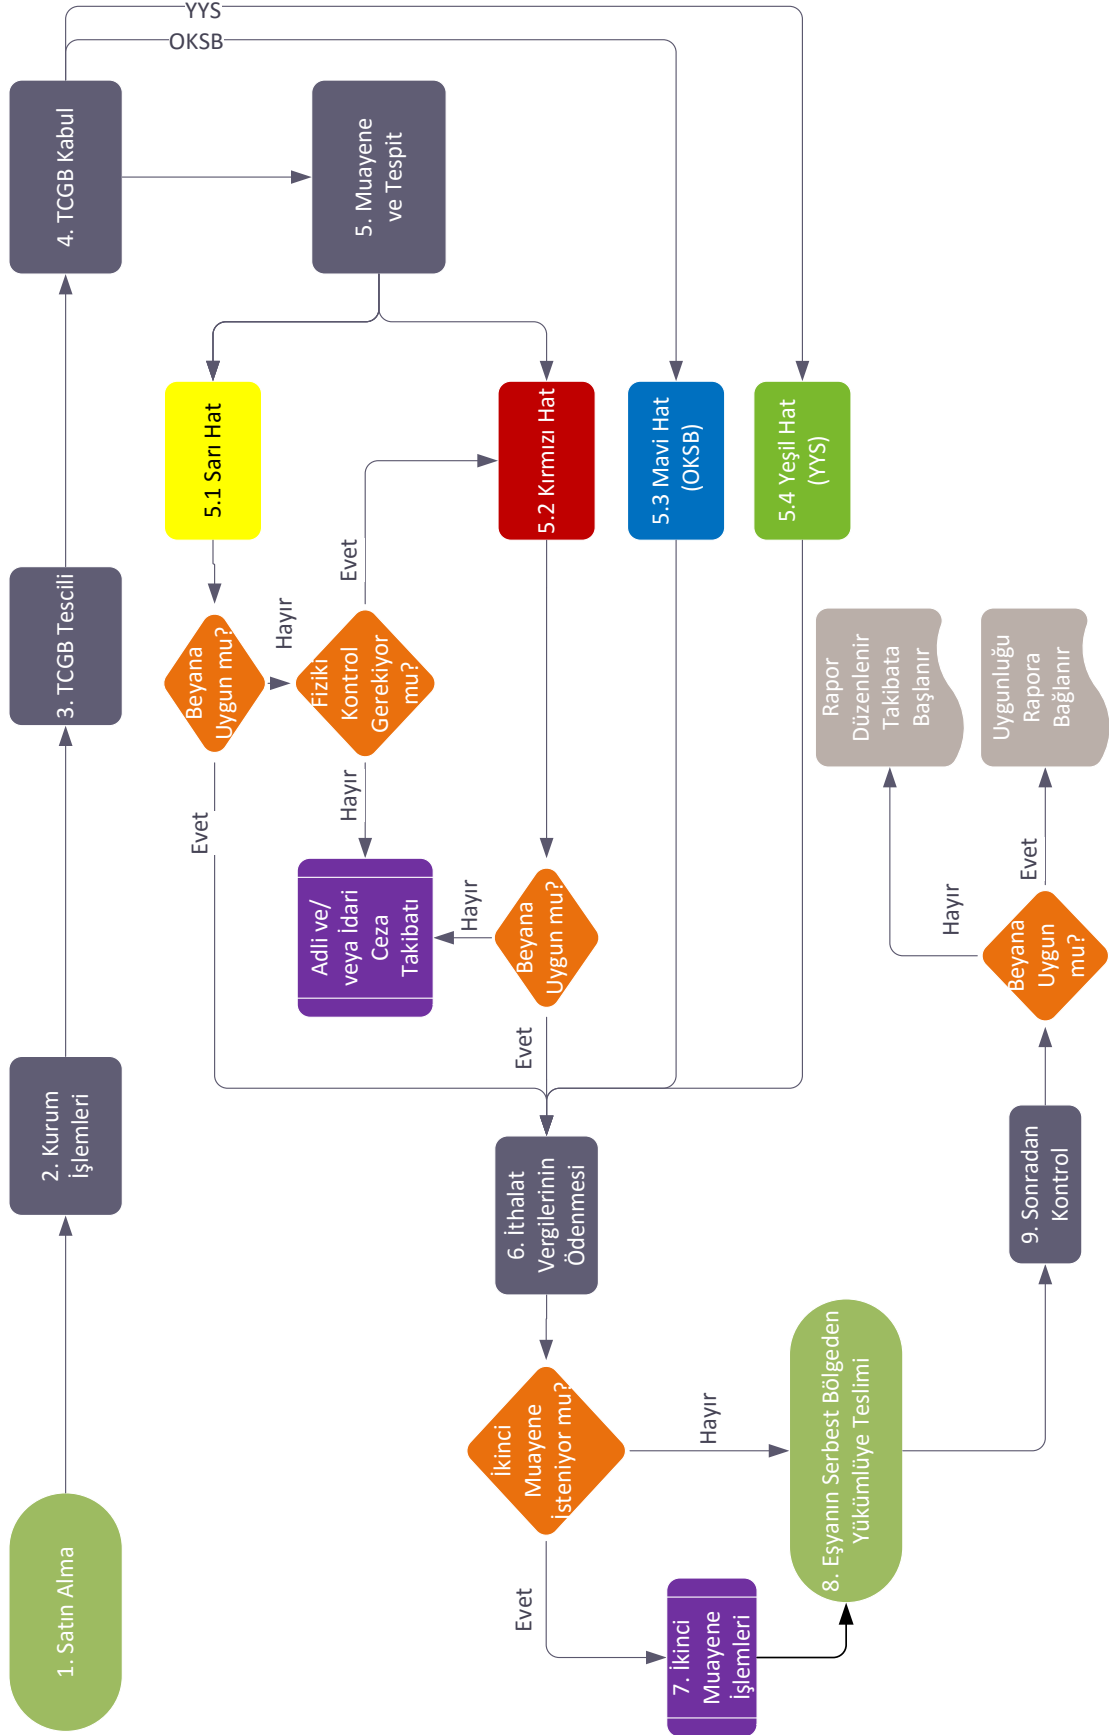 1. Satın Alma
2. Kurum
İşlemleri
3. TCGB Tescili
4. TCGB Kabul
YYS
OKSB
5. Muayene
ve Tespit
5.1 Sarı Hat
Beyana
Uygun mu?
Evet
Hayır
Fiziki
Kontrol
Gerekiyor
mu?
Evet
Hayır
Adli ve/
veya İdari
Ceza
Takibatı
5.2 Kırmızı Hat
Beyana
Uygun mu?
Hayır
Evet
5.3 Mavi Hat
(OKSB)
5.4 Yeşil Hat
(YYS)
6. İthalat
Vergilerinin
Ödenmesi
İkinci
Muayene
İsteniyor mu?
Evet
Hayır
7. İkinci
Muayene
İşlemleri
8. Eşyanın Serbest Bölgeden
Yükümlüye Teslimi
9. Sonradan
Kontrol
Beyana
Uygun
mu?
Hayır
Evet
Rapor
Düzenlenir
Takibata
Başlanır
Uygunluğu
Rapora
Bağlanır